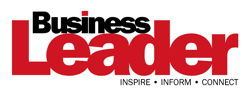 Business
Leader
INSPIRE • INFORM • CONNECT